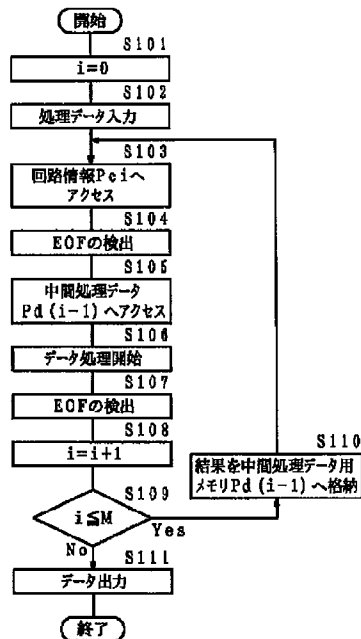 開始
S101
i=0
S102
処理データ入力
S103
回路情報Pciへ
アクセス
S104
EOFの検出
S105
中間処理データ
Pd(i-1)へアクセス
S106
データ処理開始
S107
EOFの検出
S108
i=i+1
S109
i≦M
Yes
No
S110
結果を中間処理データ用
メモリPd(i-1)へ格納
S111
データ出力
終了